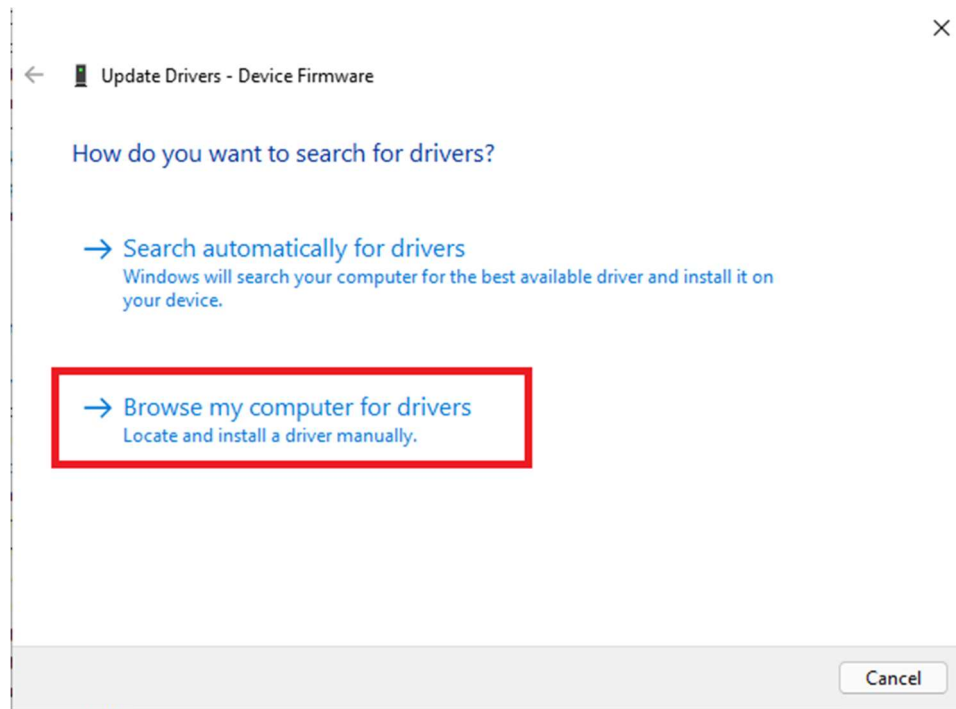 Update Drivers - Device Firmware
How do you want to search for drivers?
Search automatically for drivers
Windows will search your computer for the best available driver and install it on
your device.
Browse my computer for drivers
Locate and install a driver manually.
Cancel